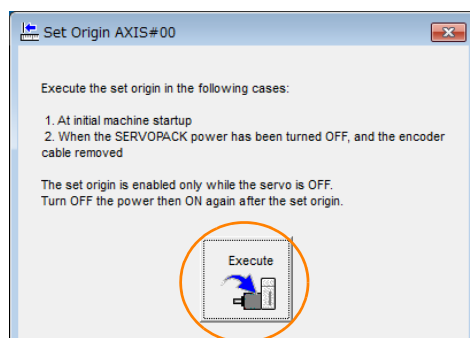 Set Origin AXIS#00
Execute the set origin in the following cases:
1. At initial machine startup
2. When the SERVOPACK power has been turned OFF, and the encoder
cable removed
The set origin is enabled only while the servo is OFF.
Turn OFF the power then ON again after the set origin.
Execute